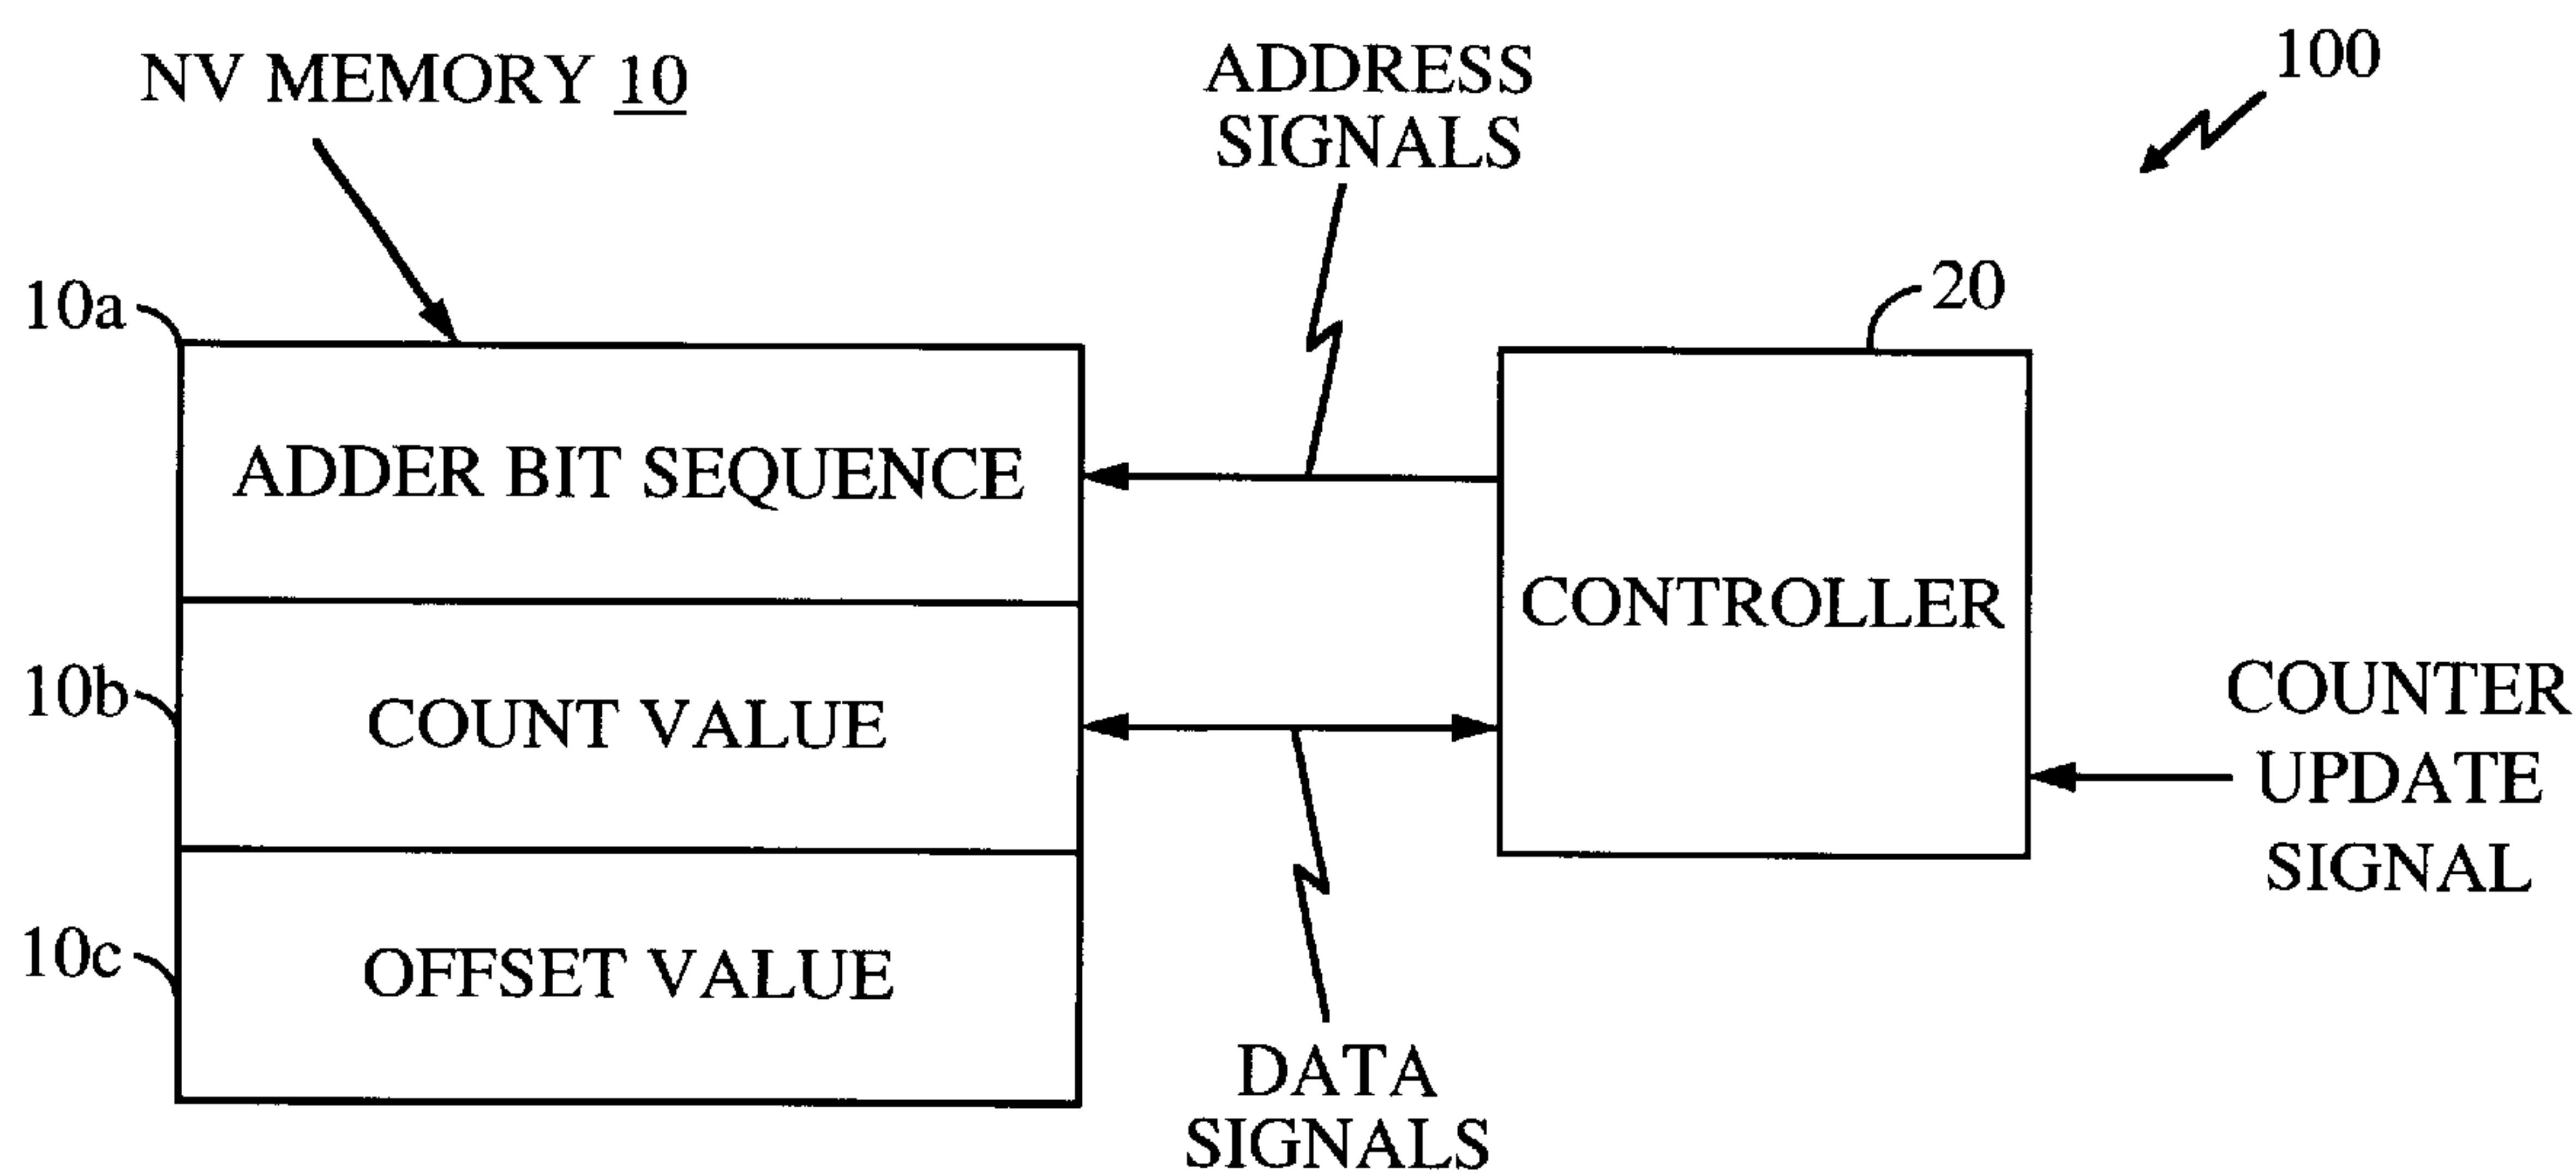 NV MEMORY 10
ADDRESS
SIGNALS
100
10a
20
ADDER BIT SEQUENCE
CONTROLLER
10b
COUNT VALUE
COUNTER
UPDATE
SIGNAL
10c
OFFSET VALUE
DATA
SIGNALS